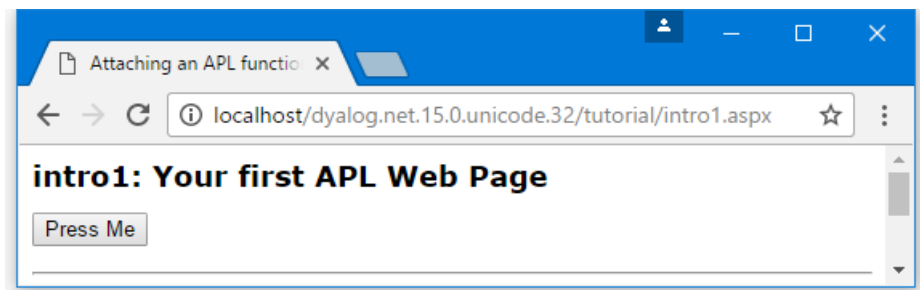 Attaching an APL functio
localhost/dyalog.net.15.0.unicode.32/tutorial/intro1.aspx
intro1: Your first APL Web Page
Press Me